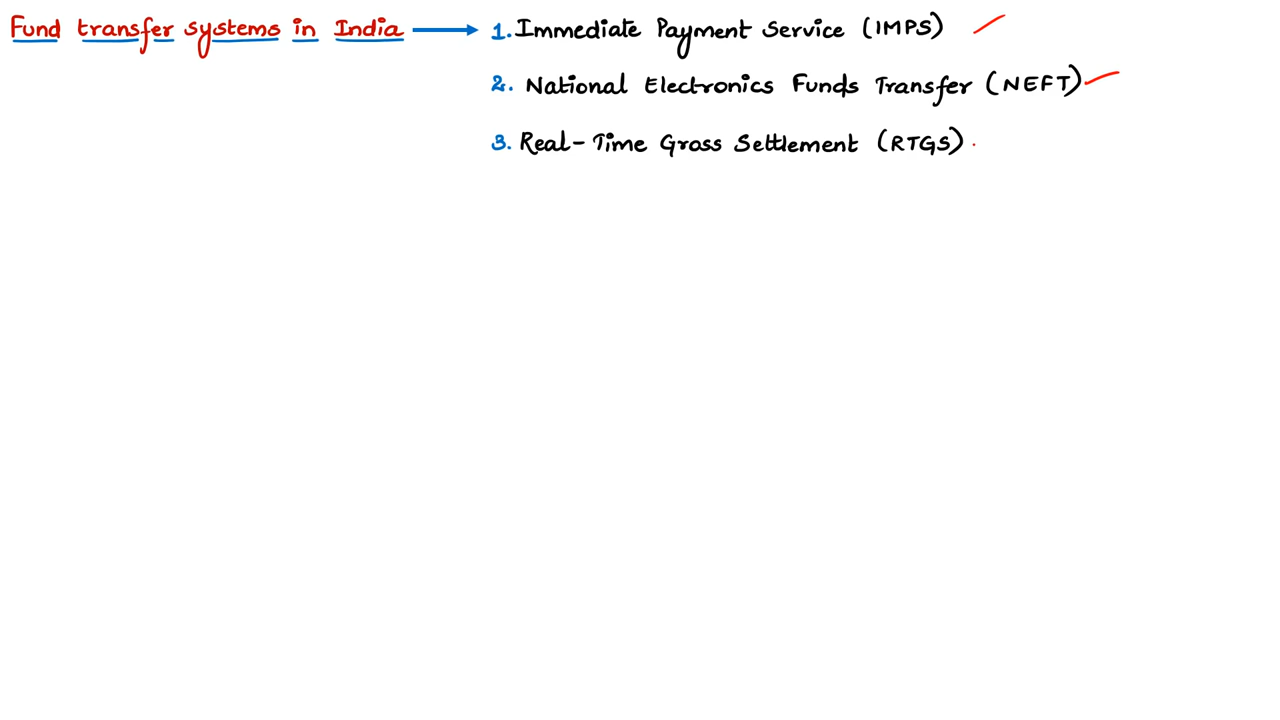 Fund transfer systems in India → 1. Immediate Payment Service (IMPS)
2. National Electronics Funds Transfer (NEFT)
3. Real-Time Gross Settlement (RTGS)